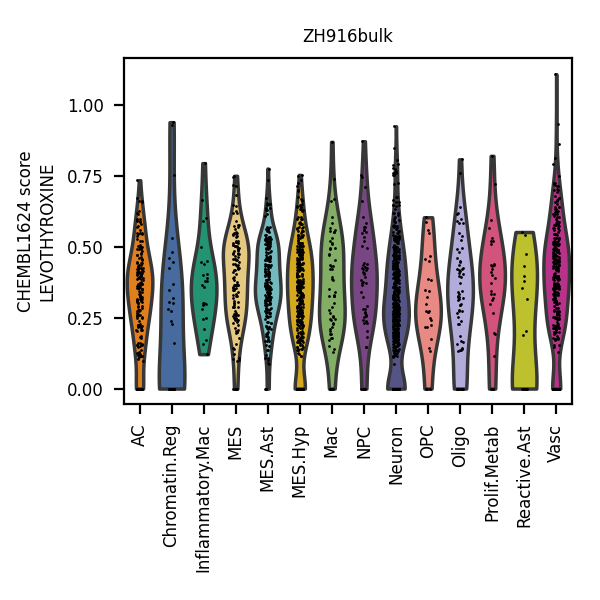 ZH916bulk
CHEMBL1624 score
LEVOTHYROXINE
1.00
0.75
0.50
0.25
0.00
AC
Chromatin.Reg
Inflammatory.Mac
MES
MES.Ast
MES.Hyp
Mac
NPC
Neuron
OPC
Oligo
Prolif.Metab
Reactive.Ast
Vasc